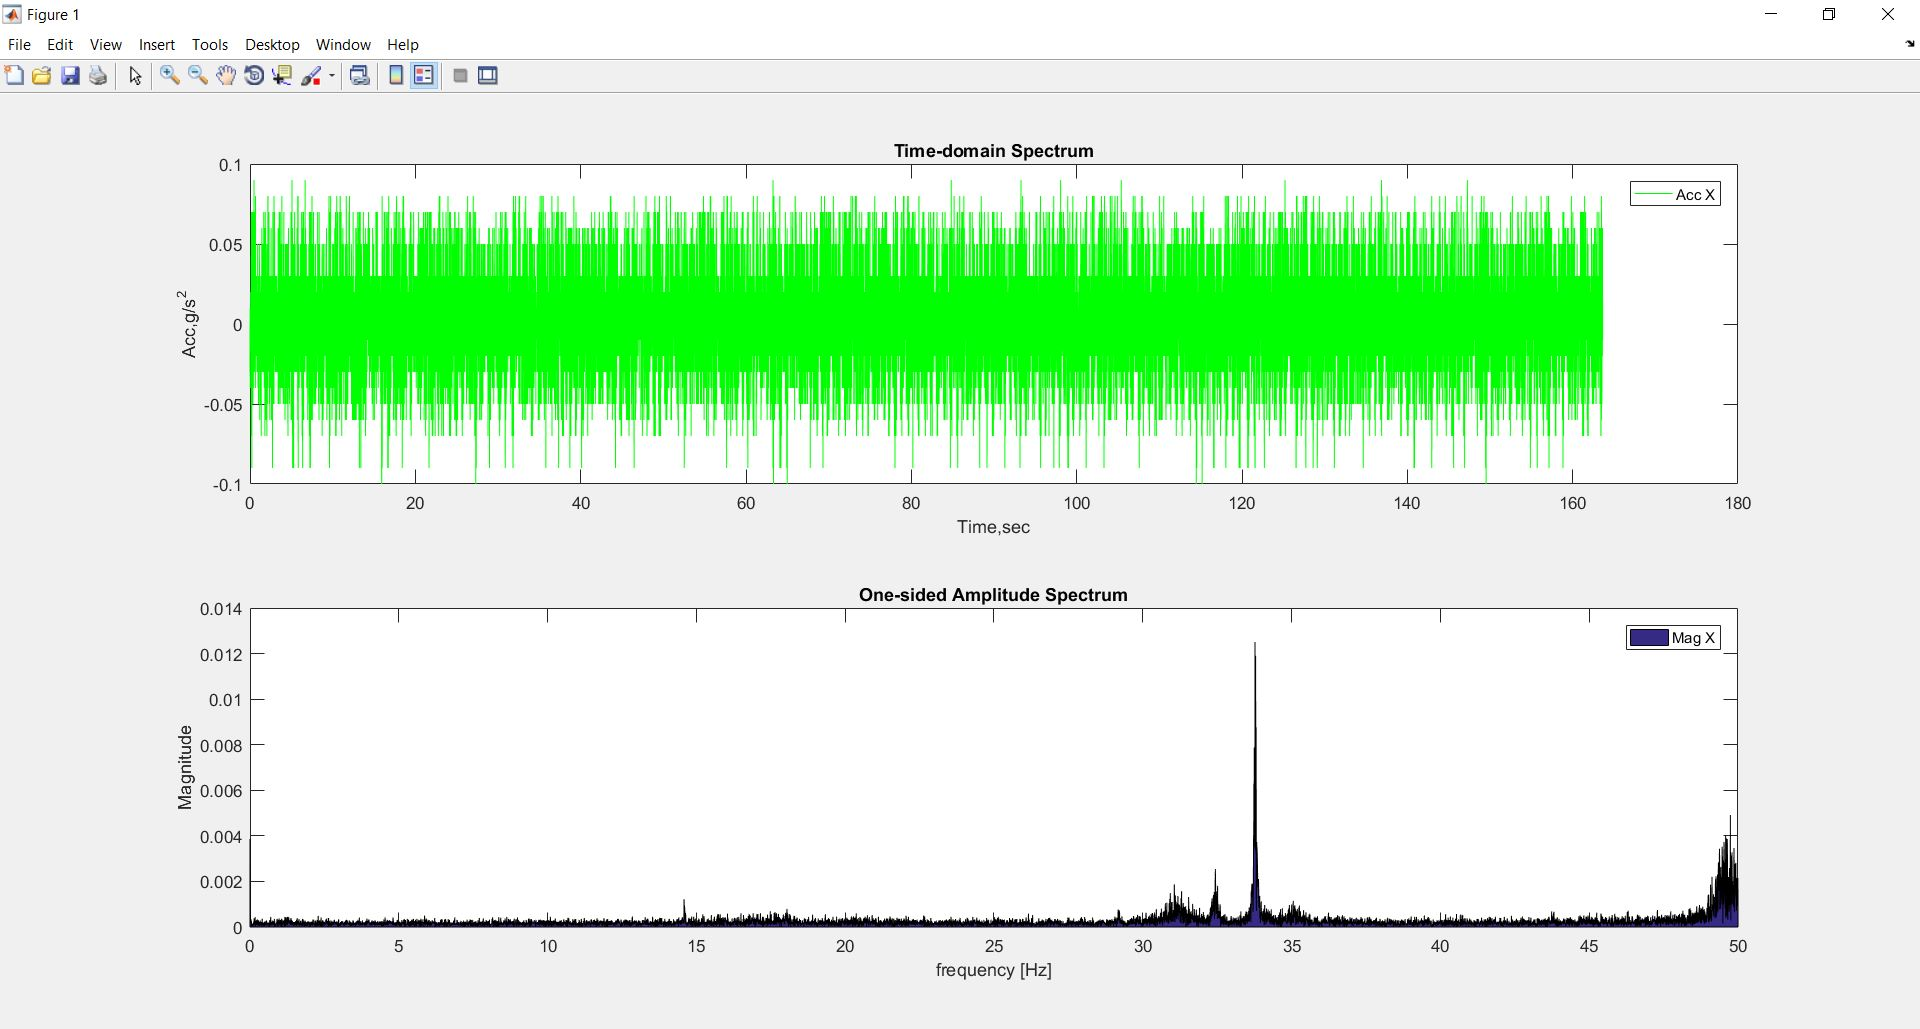 Figure 1
File Edit View Insert Tools Desktop Window Help
Time-domain Spectrum
0.1
0.05
0
-0.05
-0.1
Acc,g/s²
Acc X
0 20 40 60 80 100 120 140 160 180
Time,sec
One-sided Amplitude Spectrum
0.014
0.012
0.01
0.008
0.006
0.004
0.002
0
Magnitude
Mag X
0 5 10 15 20 25 30 35 40 45 50
frequency [Hz]